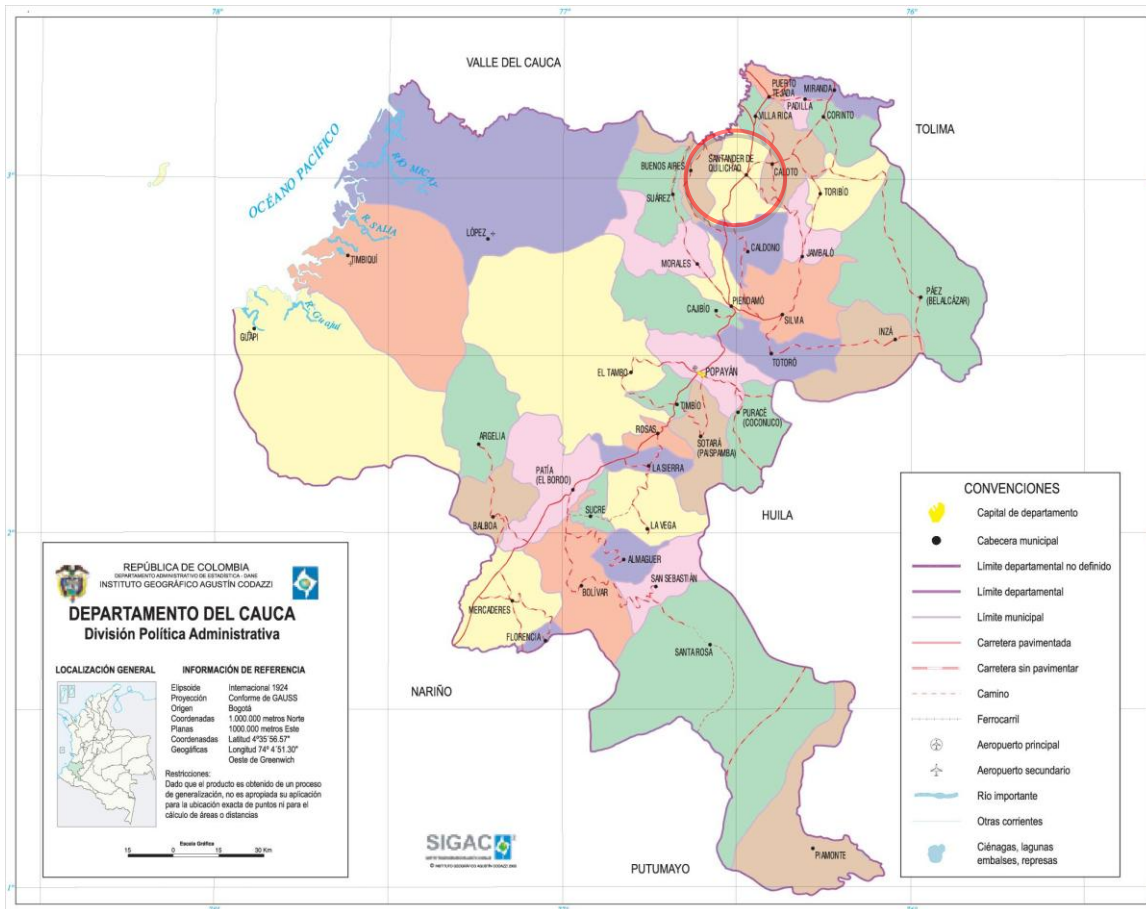 78°
77°
76°
VALLE DEL CAUCA
TOLIMA
OCÉANO PACÍFICO
RÍO MICAY
R. SAIJA
R. Guajuí
PUERTO
TEJADA
MIRANDA
PADILLA
VILLA RICA
CORINTO
BUENOS AIRES
SANTANDER DE
QUILICHAO
CALOTO
SUÁREZ
TORIBÍO
3°
LÓPEZ
CALDONO
JAMBALÓ
MORALES
TIMBIQUÍ
PÁEZ
(BELALCÁZAR)
CAJIBÍO
PIENDAMÓ
SILVIA
GUAPI
INZÁ
TOTORÓ
EL TAMBO
POPAYÁN
TIMBÍO
PURACÉ
(COCONUCO)
ROSAS
SOTARÁ
(PAISPAMBA)
ARGELIA
LA SIERRA
PATÍA
(EL BORDO)
SUCRE
BALBOA
LA VEGA
HUILA
2°
ALMAGUER
SAN SEBASTIÁN
BOLÍVAR
MERCADERES
FLORENCIA
SANTA ROSA
NARIÑO
PIAMONTE
PUTUMAYO
REPÚBLICA DE COLOMBIA
DEPARTAMENTO ADMINISTRATIVO DE ESTADÍSTICA - DANE
INSTITUTO GEOGRÁFICO AGUSTÍN CODAZZI
DEPARTAMENTO DEL CAUCA
División Política Administrativa
LOCALIZACIÓN GENERAL
INFORMACIÓN DE REFERENCIA
Elipsoide Internacional 1924
Proyección Conforme de GAUSS
Origen Bogotá
Coordenadas 1.000.000 metros Norte
Planas 1000.000 metros Este
Coordenasdas Latitud 4º35´56.57"
Geográficas Longitud 74º 4´51.30"
Oeste de Greenwich
Restricciones:
Dado que el producto es obtenido de un proceso
de generalización, no es apropiada su aplicación
para la ubicación exacta de puntos ni para el
cálculo de áreas o distancias
Escala Gráfica
15 0 15 30 Km
SIGAC
© INSTITUTO GEOGRÁFICO AGUSTÍN CODAZZI
CONVENCIONES
Capital de departamento
Cabecera municipal
Límite departamental no definido
Límite departamental
Límite municipal
Carretera pavimentada
Carretera sin pavimentar
Camino
Ferrocarril
Aeropuerto principal
Aeropuerto secundario
Río importante
Otras corrientes
Ciénagas, lagunas
embalses, represas
1°